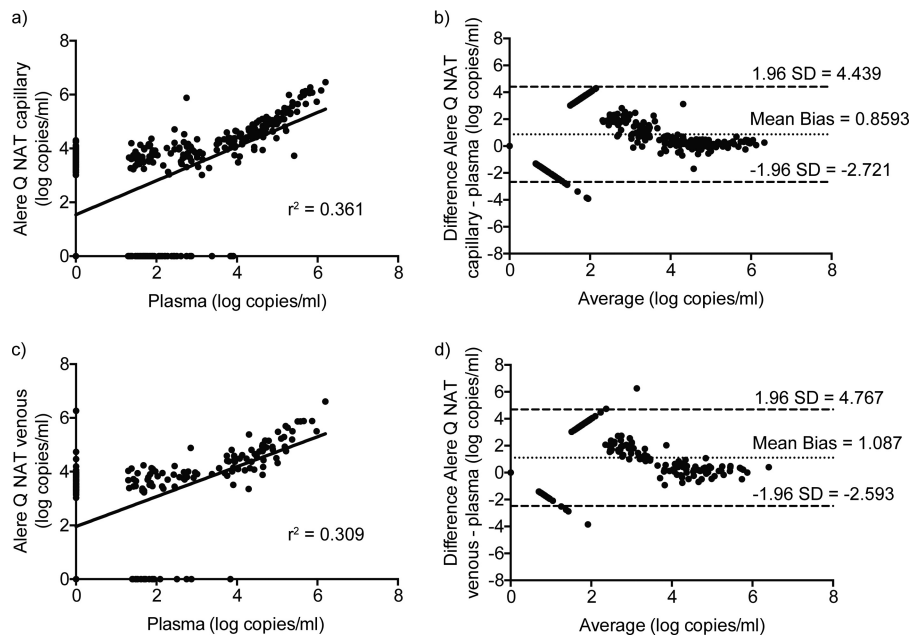 a)
Alere Q NAT capillary
(log copies/ml)
8
6
4
2
0
0 2 4 6 8
r² = 0.361
Plasma (log copies/ml)
b)
Difference Alere Q NAT
capillary - plasma (log copies/ml)
8
6
4
2
0
-2
-4
-6
-8
0 2 4 6 8
1.96 SD = 4.439
Mean Bias = 0.8593
-1.96 SD = -2.721
Average (log copies/ml)
c)
Alere Q NAT venous
(log copies/ml)
8
6
4
2
0
0 2 4 6 8
r² = 0.309
Plasma (log copies/ml)
d)
Difference Alere Q NAT
venous - plasma (log copies/ml)
8
6
4
2
0
-2
-4
-6
-8
0 2 4 6 8
1.96 SD = 4.767
Mean Bias = 1.087
-1.96 SD = -2.593
Average (log copies/ml)